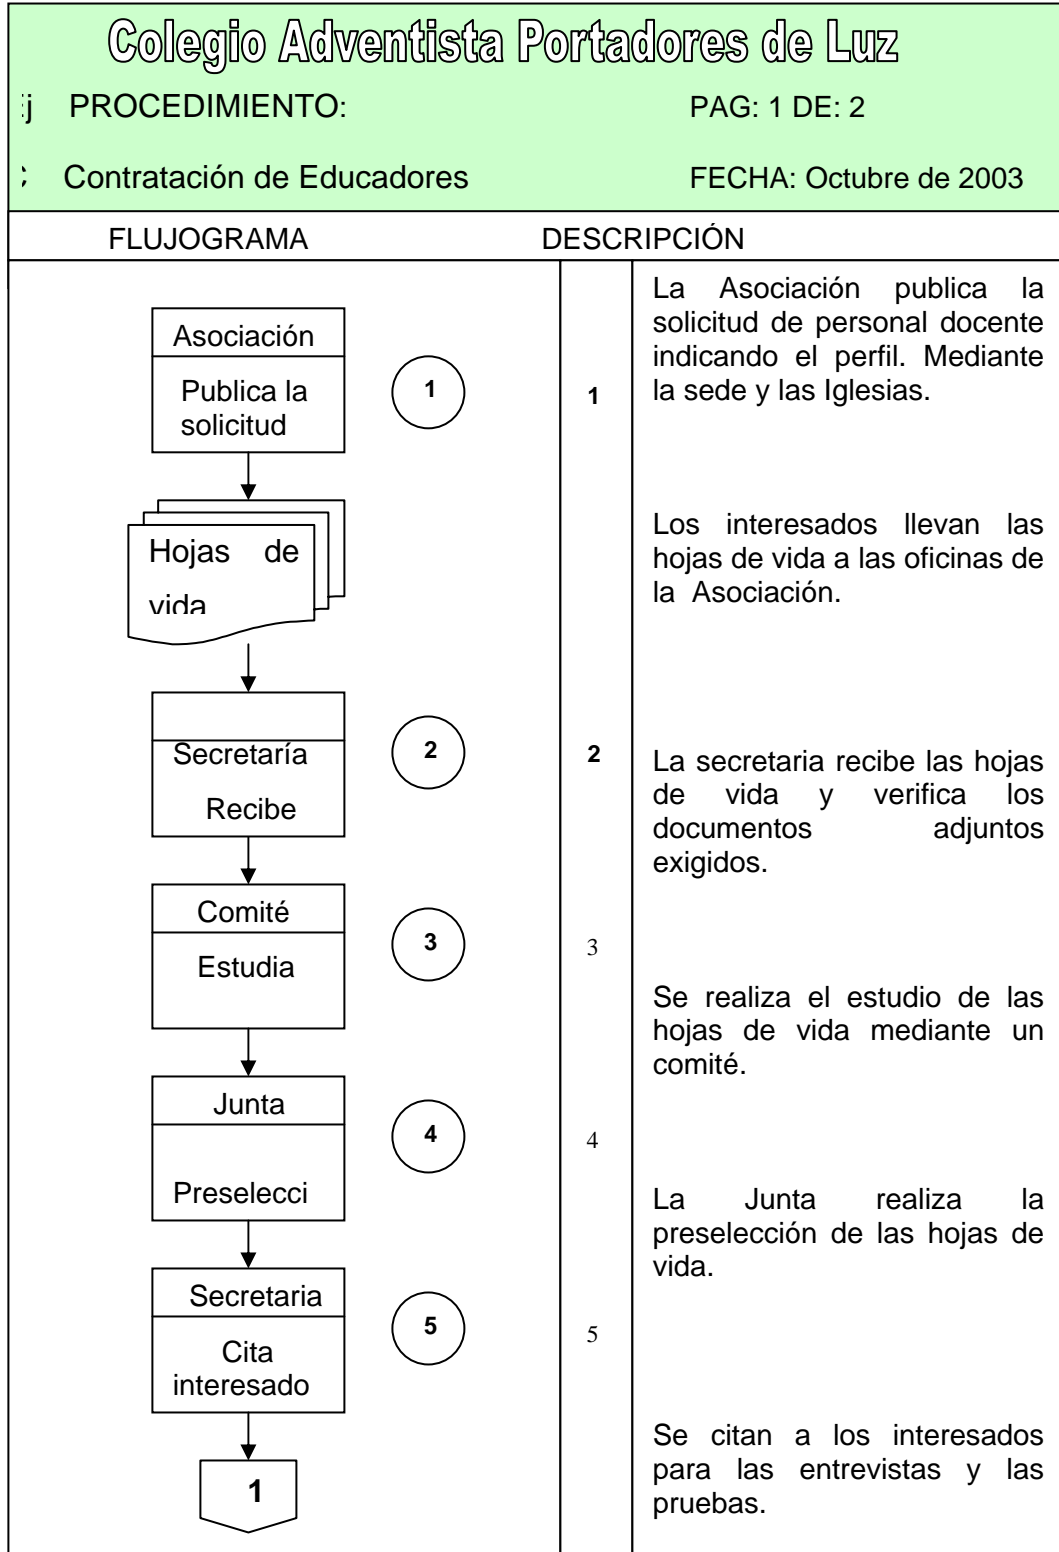 Colegio Adventista Portadores de Luz
PROCEDIMIENTO:
PAG: 1 DE: 2
Contratación de Educadores
FECHA: Octubre de 2003
FLUJOGRAMA
DESCRIPCIÓN
Asociación
Publica la
solicitud
1
1
La Asociación publica la
solicitud de personal docente
indicando el perfil. Mediante
la sede y las Iglesias.
Hojas de
vida
Los interesados llevan las
hojas de vida a las oficinas de
la Asociación.
Secretaría
Recibe
2
2
La secretaria recibe las hojas
de vida y verifica los
documentos adjuntos
exigidos.
Comité
Estudia
3
3
Se realiza el estudio de las
hojas de vida mediante un
comité.
Junta
Preselecci
4
4
La Junta realiza la
preselección de las hojas de
vida.
Secretaria
Cita
interesado
5
5
Se citan a los interesados
para las entrevistas y las
pruebas.
1